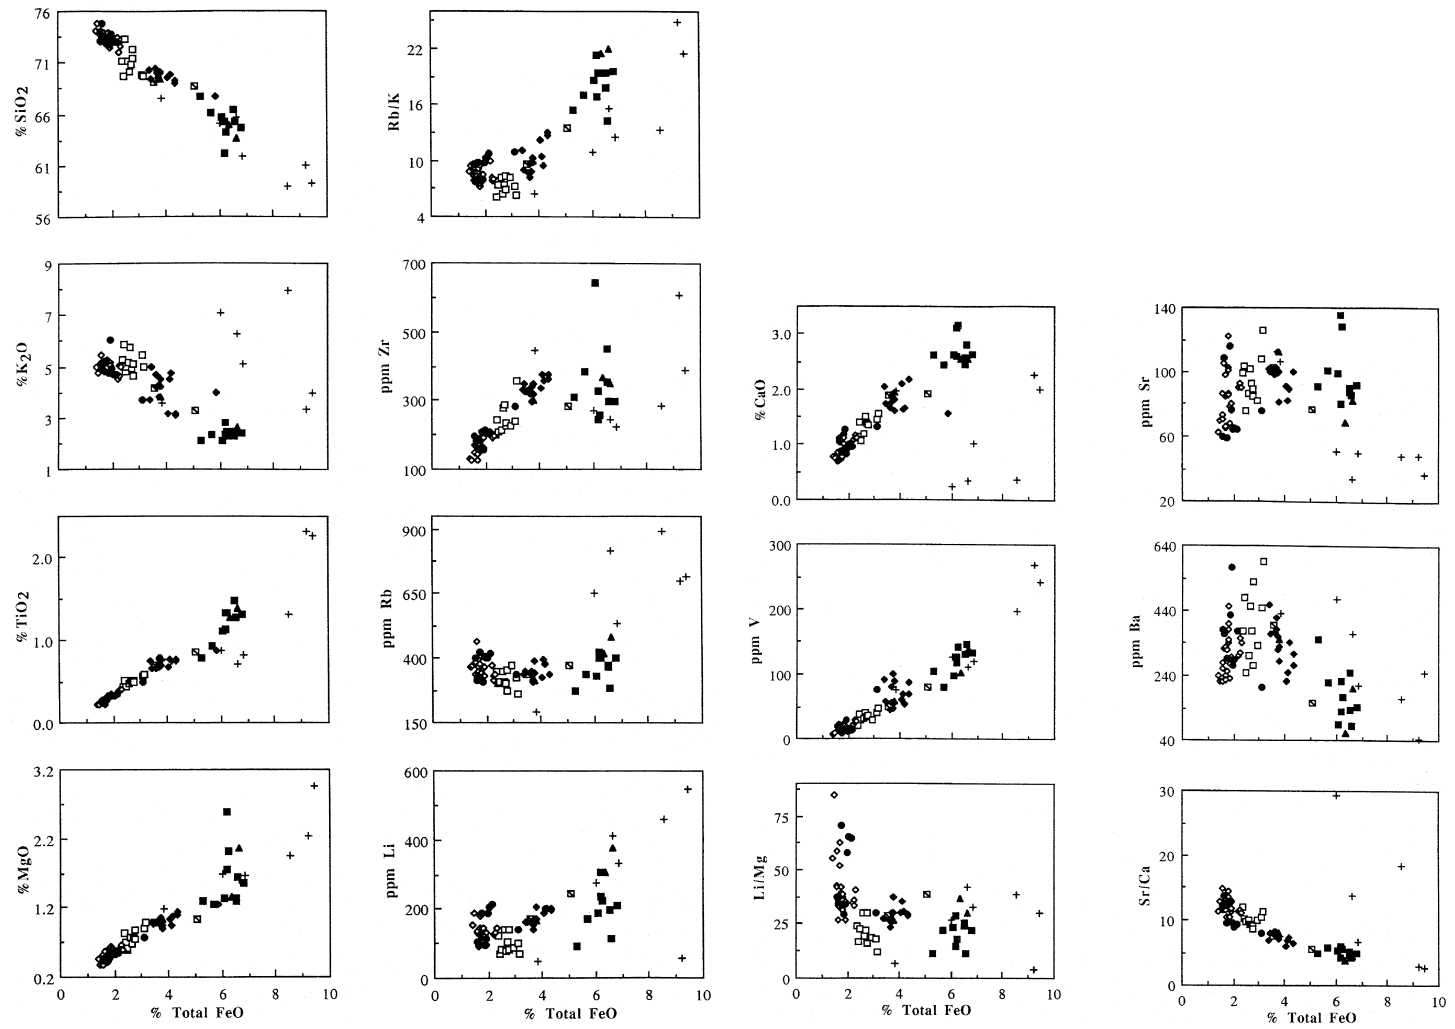 76
71
66
61
56
%SiO2
22
16
10
4
Rb/K
9
7
5
3
1
%K2O
700
500
300
100
ppm Zr
3.0
2.0
1.0
0.0
%CaO
140
100
60
20
ppm Sr
2.0
1.0
0.0
%TiO2
900
650
400
150
ppm Rb
300
200
100
0
ppm V
640
440
240
40
ppm Ba
3.2
2.2
1.2
0.2
%MgO
0 2 4 6 8 10
% Total FeO
600
400
200
0
ppm Li
0 2 4 6 8 10
% Total FeO
75
50
25
0
Li/Mg
0 2 4 6 8 10
% Total FeO
30
20
10
0
Sr/Ca
0 2 4 6 8 10
% Total FeO